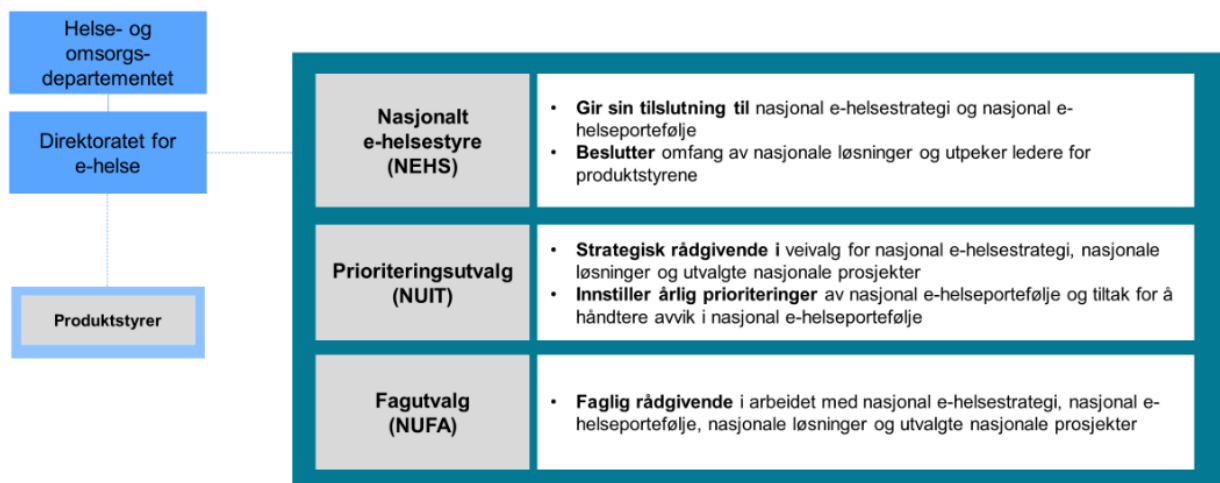 Helse- og
omsorgs-
departementet
Direktoratet for
e-helse
Produktstyrer
Nasjonalt
e-helsestyre
(NEHS)
• Gir sin tilslutning til nasjonal e-helsestrategi og nasjonal e-
helseportefølje
• Beslutter omfang av nasjonale løsninger og utpeker ledere for
produktstyrene
Prioriteringsutvalg
(NUIT)
• Strategisk rådgivende i veivalg for nasjonal e-helsestrategi, nasjonale
løsninger og utvalgte nasjonale prosjekter
• Innstiller årlig prioriteringer av nasjonal e-helseportefølje og tiltak for å
håndtere avvik i nasjonal e-helseportefølje
Fagutvalg
(NUFA)
• Faglig rådgivende i arbeidet med nasjonal e-helsestrategi, nasjonal e-
helseportefølje, nasjonale løsninger og utvalgte nasjonale prosjekter